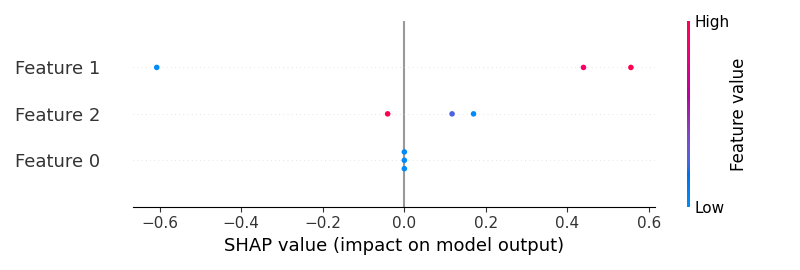 High
Feature 1
Feature 2
Feature 0
Feature value
Low
−0.6 −0.4 −0.2 0.0 0.2 0.4 0.6
SHAP value (impact on model output)